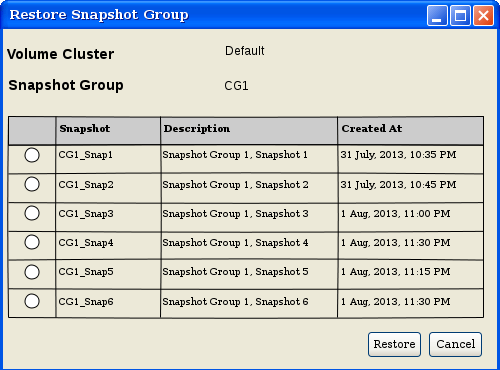 Restore Snapshot Group
Volume Cluster Default
Snapshot Group CG1
Snapshot Description Created At
CG1_Snap1 Snapshot Group 1, Snapshot 1 31 July, 2013, 10:35 PM
CG1_Snap2 Snapshot Group 1, Snapshot 2 31 July, 2013, 10:45 PM
CG1_Snap3 Snapshot Group 1, Snapshot 3 1 Aug, 2013, 11:00 PM
CG1_Snap4 Snapshot Group 1, Snapshot 4 1 Aug, 2013, 11:30 PM
CG1_Snap5 Snapshot Group 1, Snapshot 5 1 Aug, 2013, 11:15 PM
CG1_Snap6 Snapshot Group 1, Snapshot 6 1 Aug, 2013, 11:30 PM
Restore Cancel